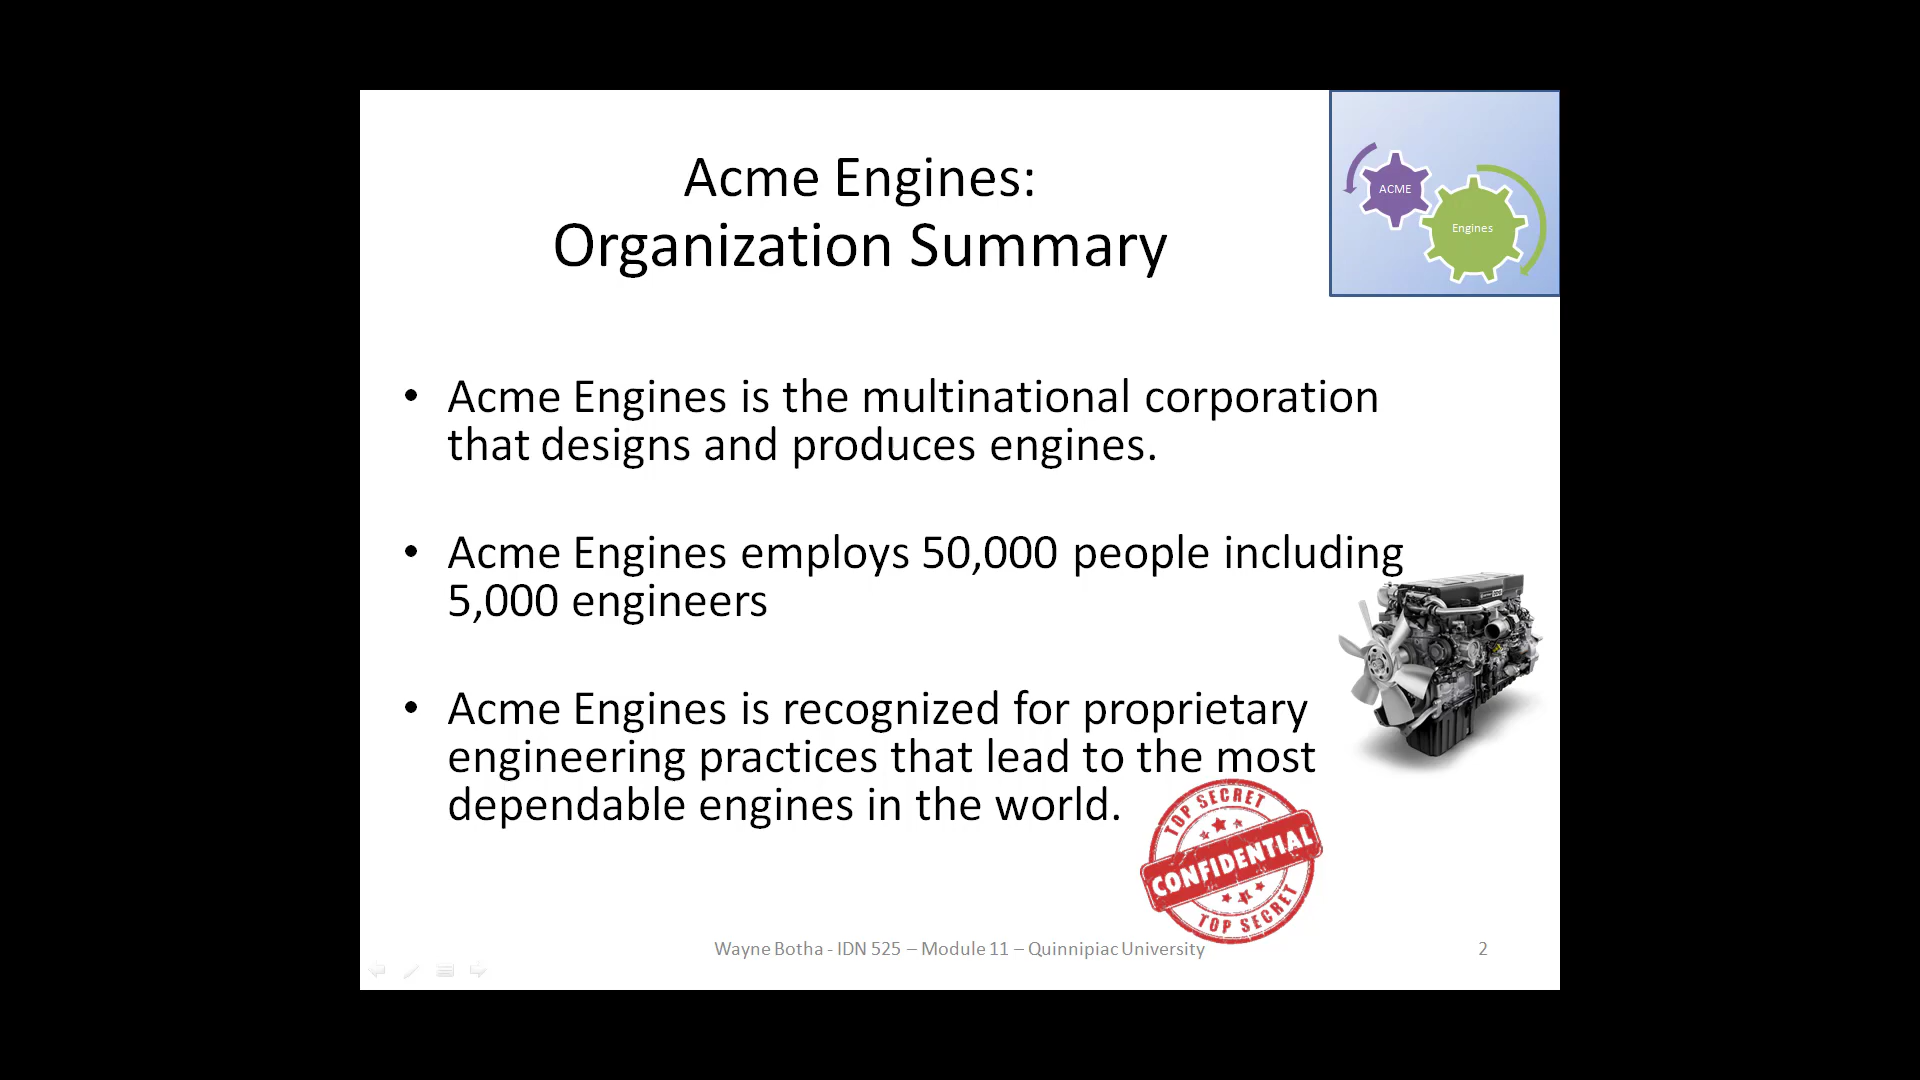 Acme Engines:
Organization Summary
ACME
Engines
• Acme Engines is the multinational corporation
that designs and produces engines.
• Acme Engines employs 50,000 people including
5,000 engineers
• Acme Engines is recognized for proprietary
engineering practices that lead to the most
dependable engines in the world.
TOP SECRET
CONFIDENTIAL
TOP SECRET
Wayne Botha - IDN 525 – Module 11 – Quinnipiac University
2